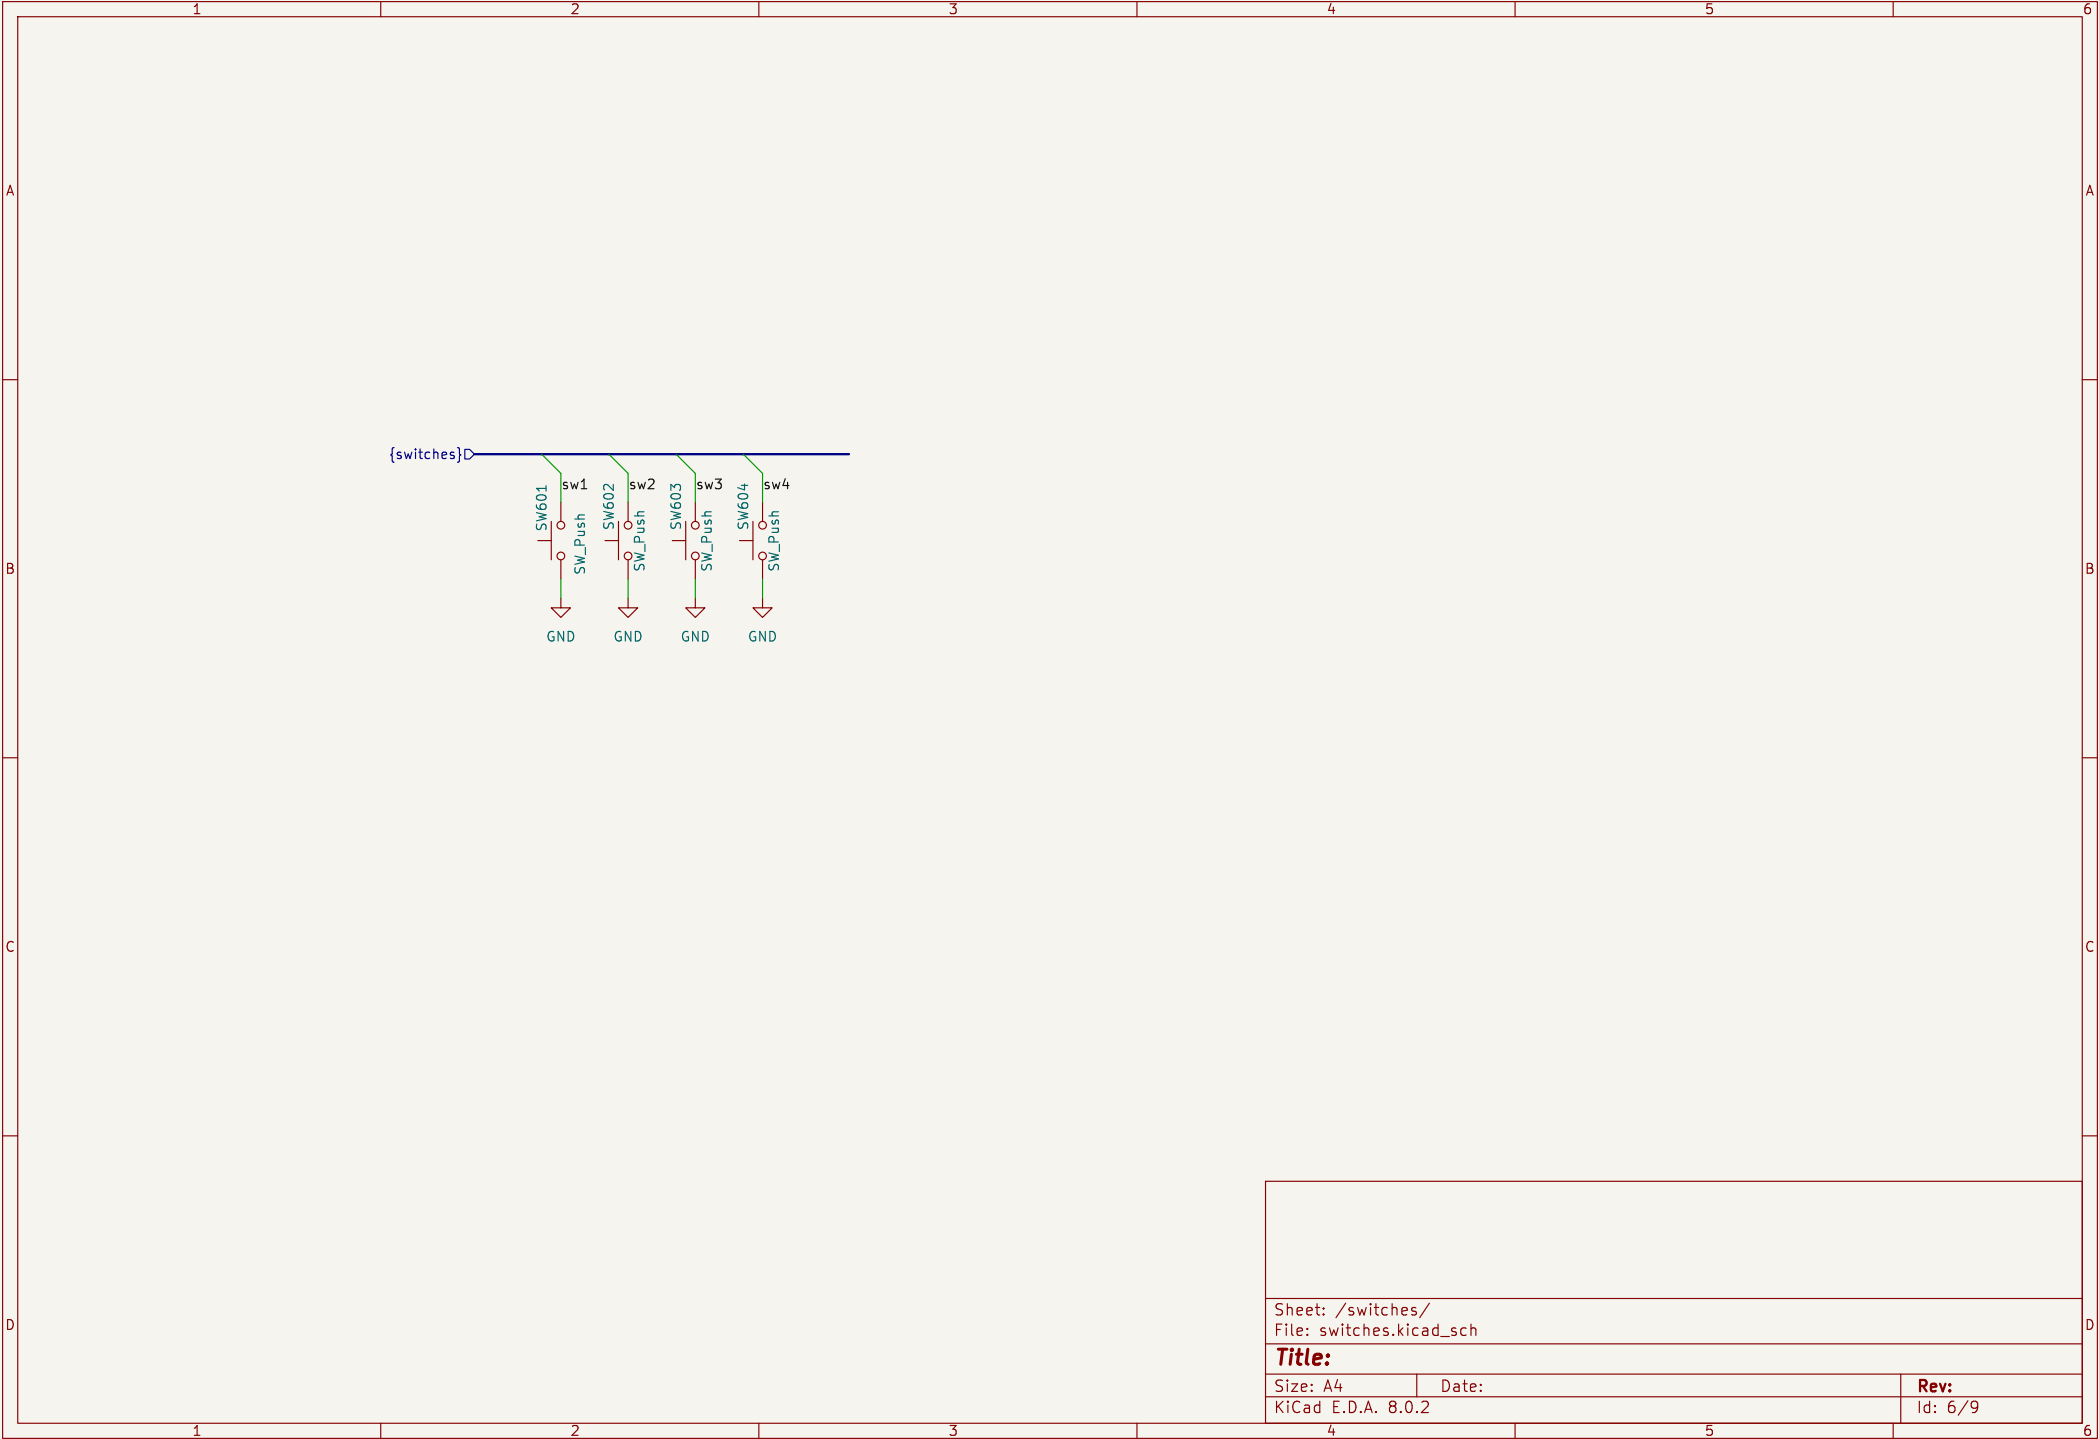 1 2 3 4 5 6
A A
{switches}
sw1 sw2 sw3 sw4
SW601 SW602 SW603 SW604
SW_Push SW_Push SW_Push SW_Push
B B
GND GND GND GND
C C
Sheet: /switches/
D D
File: switches.kicad_sch
Title:
Size: A4 Date: Rev:
KiCad E.D.A. 8.0.2 Id: 6/9
1 2 3 4 5 6